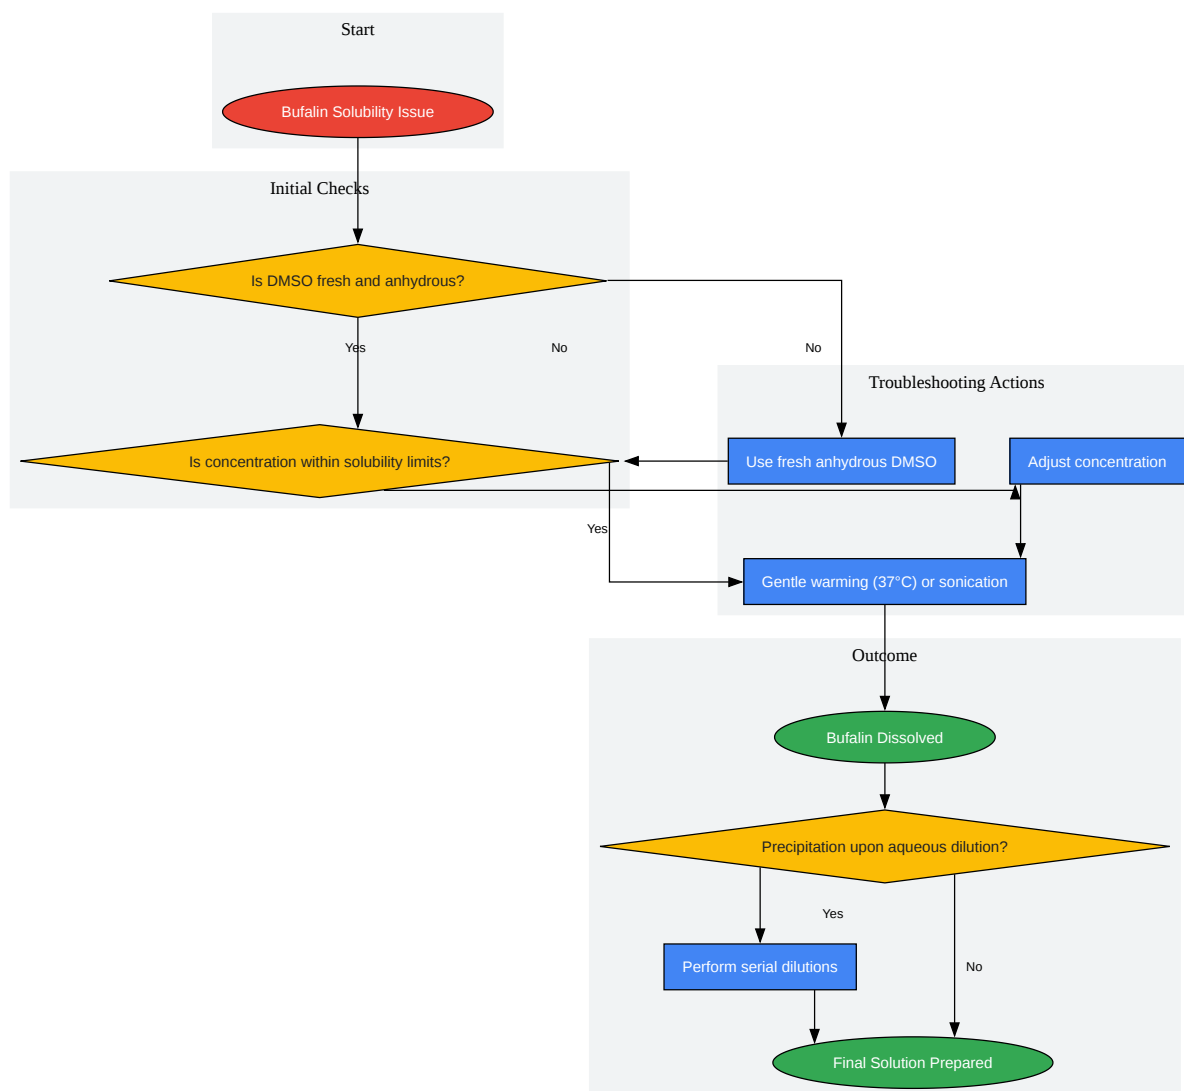 Start
Bufalin Solubility Issue
Initial Checks
Is DMSO fresh and anhydrous?
Yes
No
No
Troubleshooting Actions
Is concentration within solubility limits?
Use fresh anhydrous DMSO
Adjust concentration
Yes
Gentle warming (37°C) or sonication
Outcome
Bufalin Dissolved
Precipitation upon aqueous dilution?
Yes
Perform serial dilutions
No
Final Solution Prepared